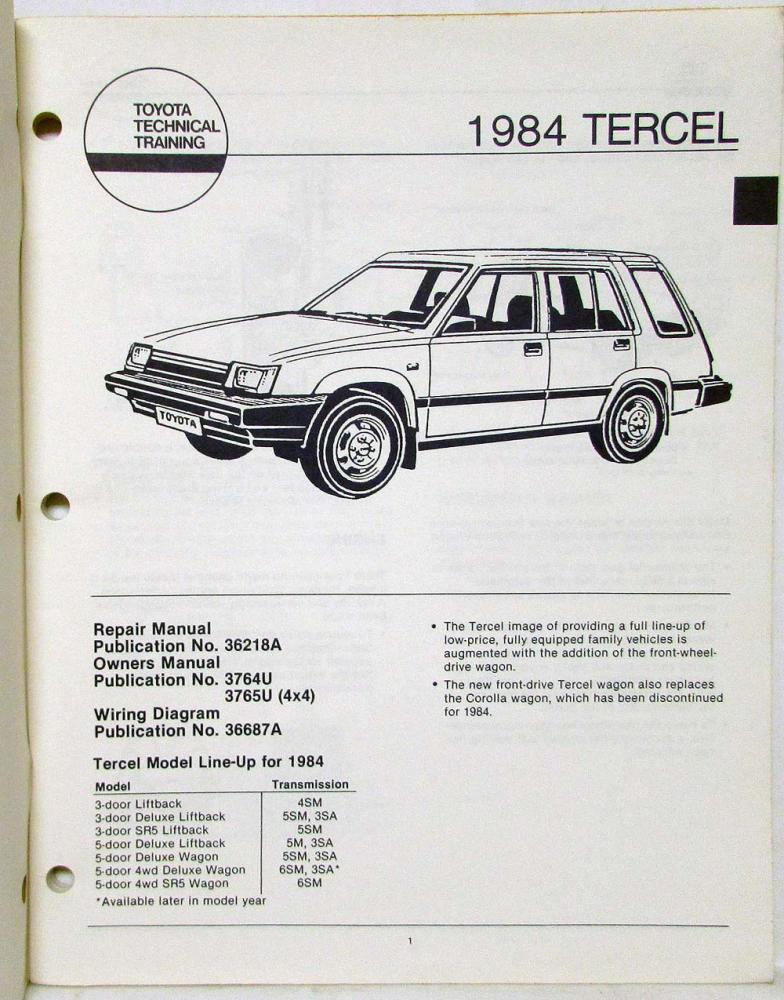 TOYOTA
TECHNICAL
TRAINING
1984 TERCEL
TOYOTA
Repair Manual
Publication No. 36218A
Owners Manual
Publication No. 3764U
3765U (4x4)
Wiring Diagram
Publication No. 36687A
Tercel Model Line-Up for 1984
Model Transmission
3-door Liftback 4SM
3-door Deluxe Liftback 5SM, 3SA
3-door SR5 Liftback 5SM
5-door Deluxe Liftback 5M, 3SA
5-door Deluxe Wagon 5SM, 3SA
5-door 4wd Deluxe Wagon 6SM, 3SA*
5-door 4wd SR5 Wagon 6SM
*Available later in model year
• The Tercel image of providing a full line-up of
low-price, fully equipped family vehicles is
augmented with the addition of the front-wheel-
drive wagon.
• The new front-drive Tercel wagon also replaces
the Corolla wagon, which has been discontinued
for 1984.
1